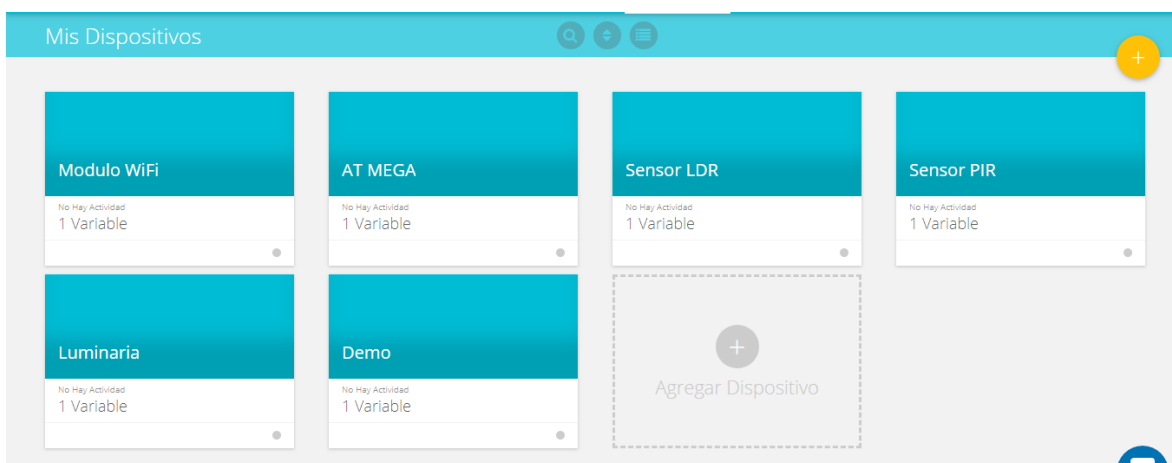 Mis Dispositivos
Modulo WiFi
No Hay Actividad
1 Variable
AT MEGA
No Hay Actividad
1 Variable
Sensor LDR
No Hay Actividad
1 Variable
Sensor PIR
No Hay Actividad
1 Variable
Luminaria
No Hay Actividad
1 Variable
Demo
No Hay Actividad
1 Variable
Agregar Dispositivo